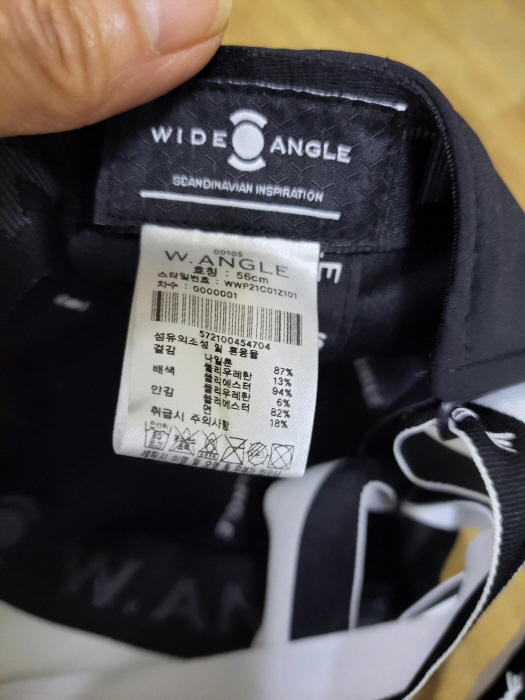 WIDE ANGLE
SCANDINAVIAN INSPIRATION
00105
W.ANGLE
호칭 : 56cm
스타일번호 : WWP21C01Z101
차수 : 0000001
572100454704
섬유의조성 및 혼용율
겉감 나일론 87%
폴리우레탄 13%
배색 폴리에스터 94%
폴리우레탄 6%
안감 폴리에스터 82%
면 18%
취급시 주의사항
W.AN